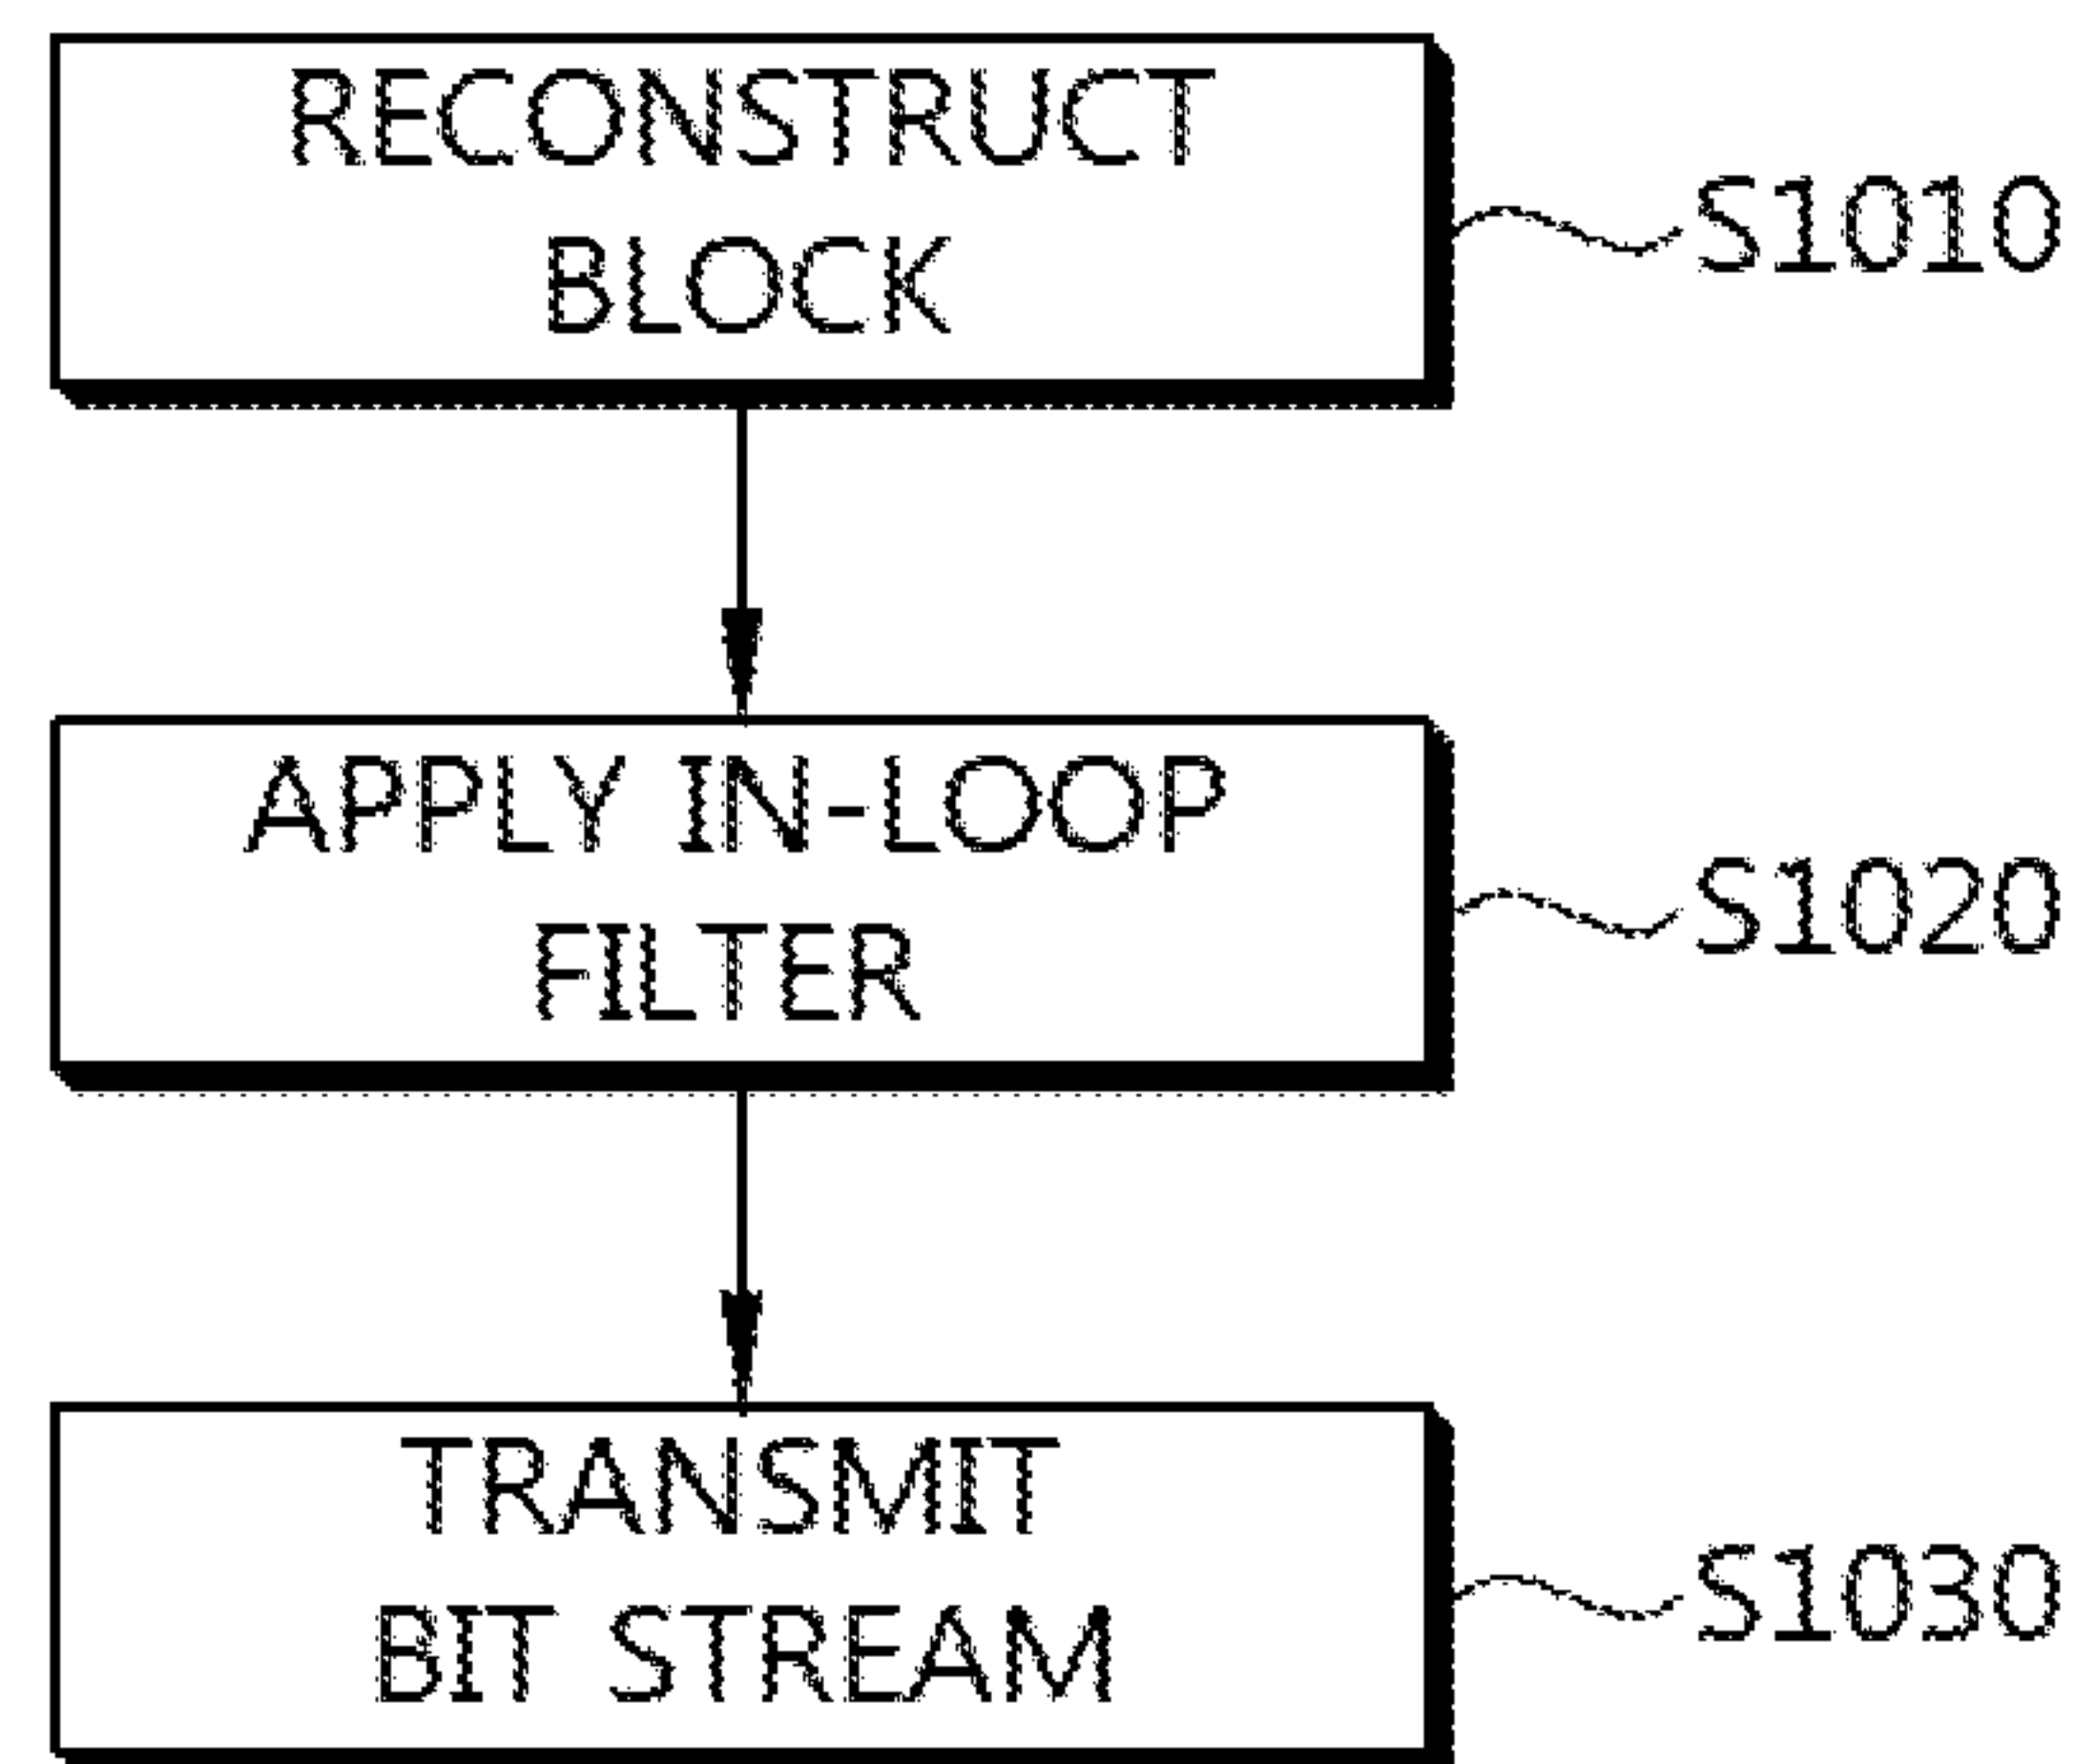 RECONSTRUCT
BLOCK
S1010
APPLY IN-LOOP
FILTER
S1020
TRANSMIT
BIT STREAM
S1030